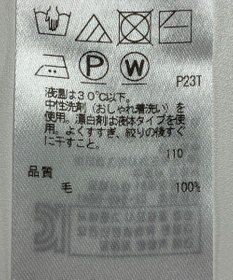 P W
P23T
液温は30℃以下。
中性洗剤（おしゃれ着洗い）を
使用。漂白剤は液体タイプを
使用。よくすすぎ、絞りの後すぐ
に干すこと。
110
品質
毛 100%